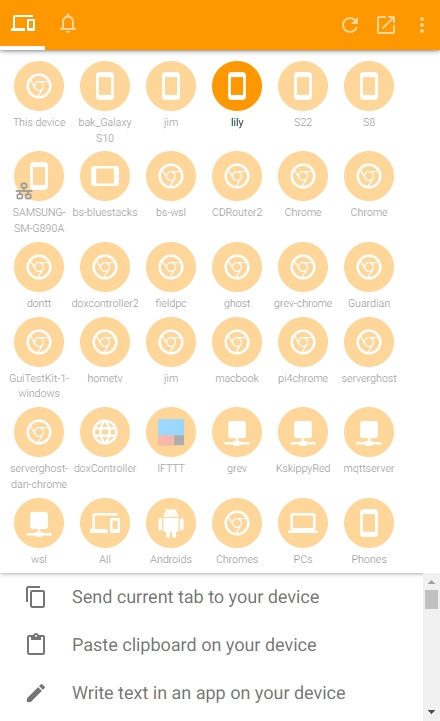 This device
bak_Galaxy
S10
jim
lily
S22
S8
SAMSUNG-
SM-G890A
bs-bluestacks
bs-wsl
CDRouter2
Chrome
Chrome
dontt
doxcontroller2
fieldpc
ghost
grev-chrome
Guardian
GuiTestKit-1-
windows
hometv
jim
macbook
pi4chrome
serverghost
serverghost-
dan-chrome
doxController
IFTTT
grev
KskippyRed
mqttserver
wsl
All
Androids
Chromes
PCs
Phones
Send current tab to your device
Paste clipboard on your device
Write text in an app on your device